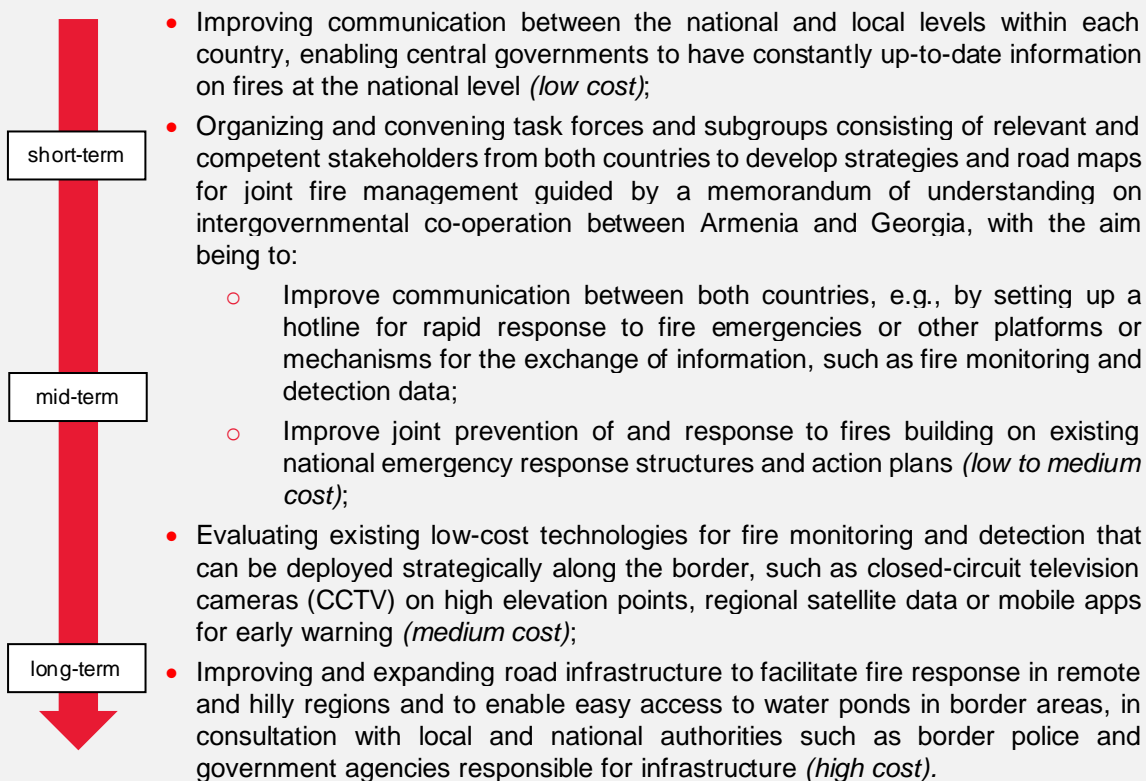 • Improving communication between the national and local levels within each
country, enabling central governments to have constantly up-to-date information
on fires at the national level (low cost);
short-term
• Organizing and convening task forces and subgroups consisting of relevant and
competent stakeholders from both countries to develop strategies and road maps
for joint fire management guided by a memorandum of understanding on
intergovernmental co-operation between Armenia and Georgia, with the aim
being to:
o Improve communication between both countries, e.g., by setting up a
hotline for rapid response to fire emergencies or other platforms or
mechanisms for the exchange of information, such as fire monitoring and
detection data;
mid-term
o Improve joint prevention of and response to fires building on existing
national emergency response structures and action plans (low to medium
cost);
• Evaluating existing low-cost technologies for fire monitoring and detection that
can be deployed strategically along the border, such as closed-circuit television
cameras (CCTV) on high elevation points, regional satellite data or mobile apps
for early warning (medium cost);
long-term
• Improving and expanding road infrastructure to facilitate fire response in remote
and hilly regions and to enable easy access to water ponds in border areas, in
consultation with local and national authorities such as border police and
government agencies responsible for infrastructure (high cost).